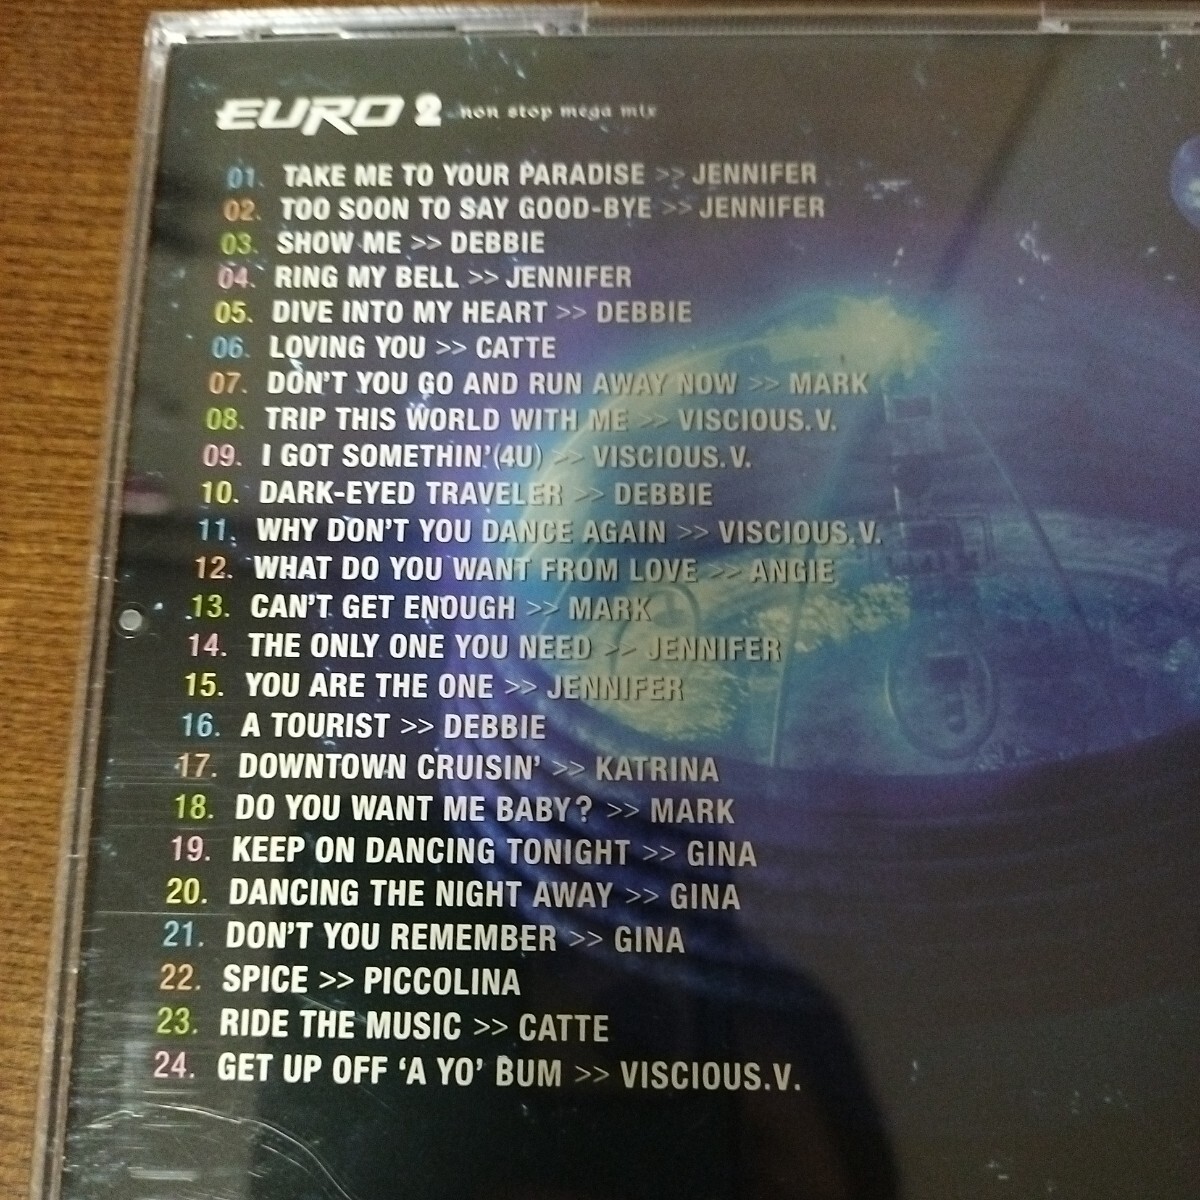 EURO 2 non stop mega mix
01. TAKE ME TO YOUR PARADISE >> JENNIFER
02. TOO SOON TO SAY GOOD-BYE >> JENNIFER
03. SHOW ME >> DEBBIE
04. RING MY BELL >> JENNIFER
05. DIVE INTO MY HEART >> DEBBIE
06. LOVING YOU >> CATTE
07. DON'T YOU GO AND RUN AWAY NOW >> MARK
08. TRIP THIS WORLD WITH ME >> VISCIOUS.V.
09. I GOT SOMETHIN'(4U) >> VISCIOUS.V.
10. DARK-EYED TRAVELER >> DEBBIE
11. WHY DON'T YOU DANCE AGAIN >> VISCIOUS.V.
12. WHAT DO YOU WANT FROM LOVE >> ANGIE
13. CAN'T GET ENOUGH >> MARK
14. THE ONLY ONE YOU NEED >> JENNIFER
15. YOU ARE THE ONE >> JENNIFER
16. A TOURIST >> DEBBIE
17. DOWNTOWN CRUISIN' >> KATRINA
18. DO YOU WANT ME BABY? >> MARK
19. KEEP ON DANCING TONIGHT >> GINA
20. DANCING THE NIGHT AWAY >> GINA
21. DON'T YOU REMEMBER >> GINA
22. SPICE >> PICCOLINA
23. RIDE THE MUSIC >> CATTE
24. GET UP OFF 'A YO' BUM >> VISCIOUS.V.